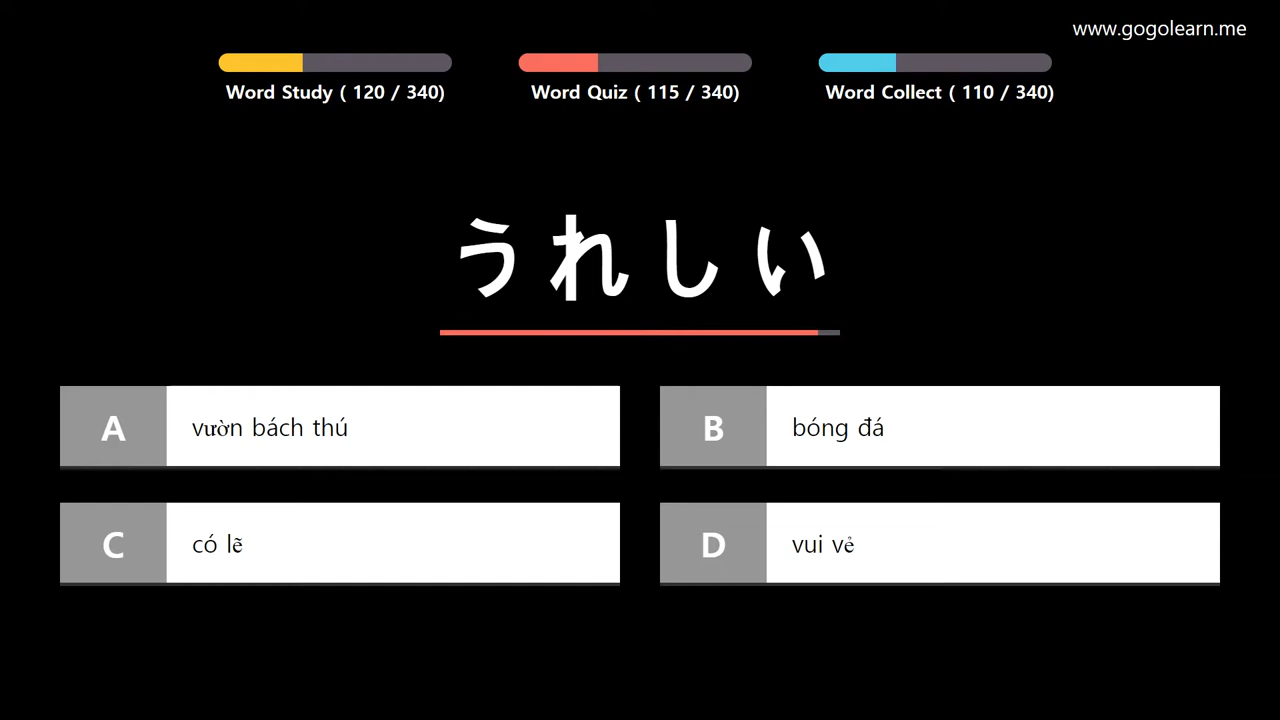 www.gogolearn.me
Word Study ( 120 / 340)
Word Quiz ( 115 / 340)
Word Collect ( 110 / 340)
うれしい
A
vườn bách thú
B
bóng đá
C
có lẽ
D
vui vẻ